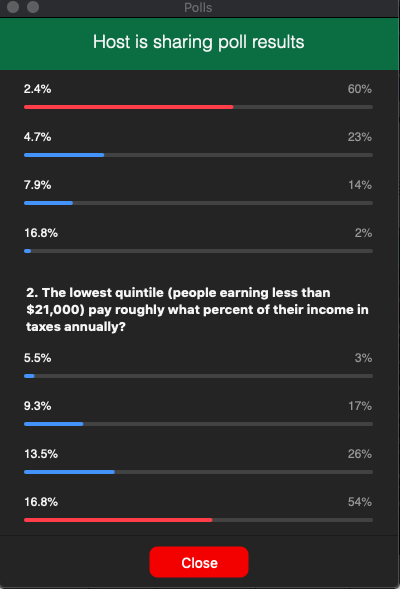 Polls
Host is sharing poll results
2.4% 60%
4.7% 23%
7.9% 14%
16.8% 2%
2. The lowest quintile (people earning less than
$21,000) pay roughly what percent of their income in
taxes annually?
5.5% 3%
9.3% 17%
13.5% 26%
16.8% 54%
Close